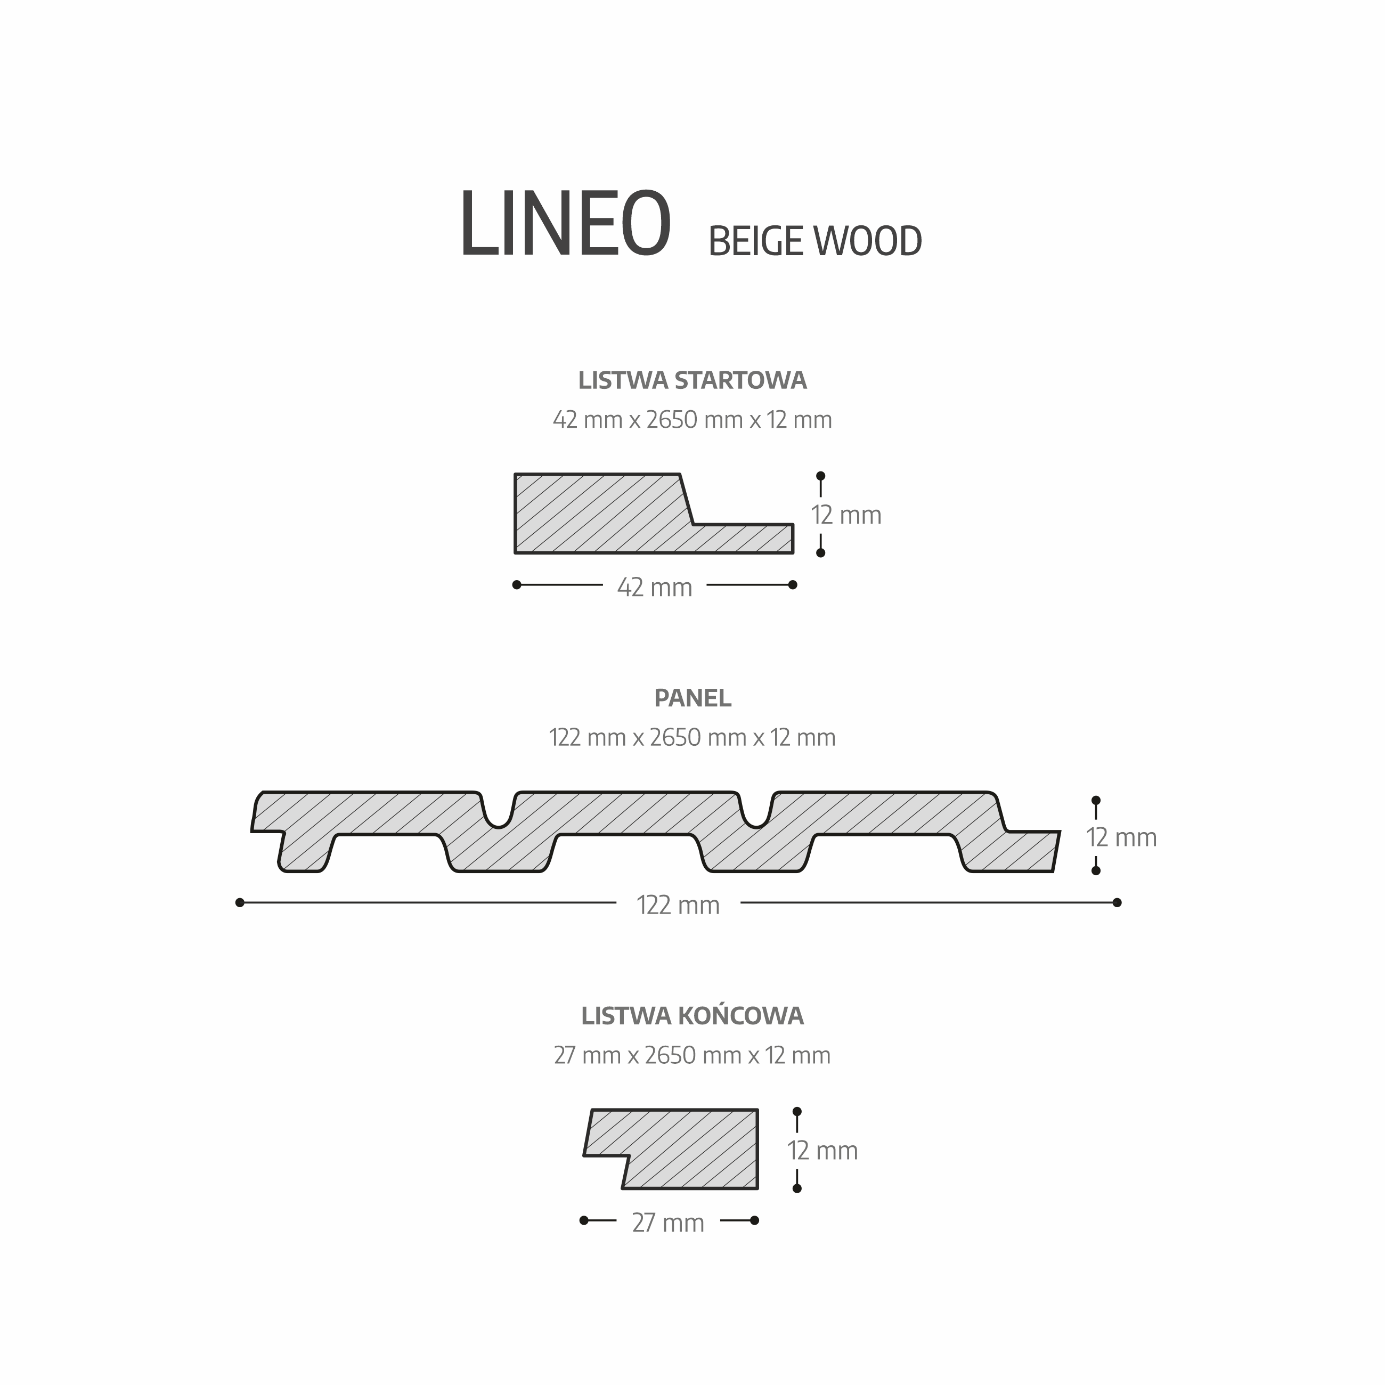 LINEO BEIGE WOOD
LISTWA STARTOWA
42 mm x 2650 mm x 12 mm
12 mm
42 mm
PANEL
122 mm x 2650 mm x 12 mm
12 mm
122 mm
LISTWA KOŃCOWA
27 mm x 2650 mm x 12 mm
12 mm
27 mm